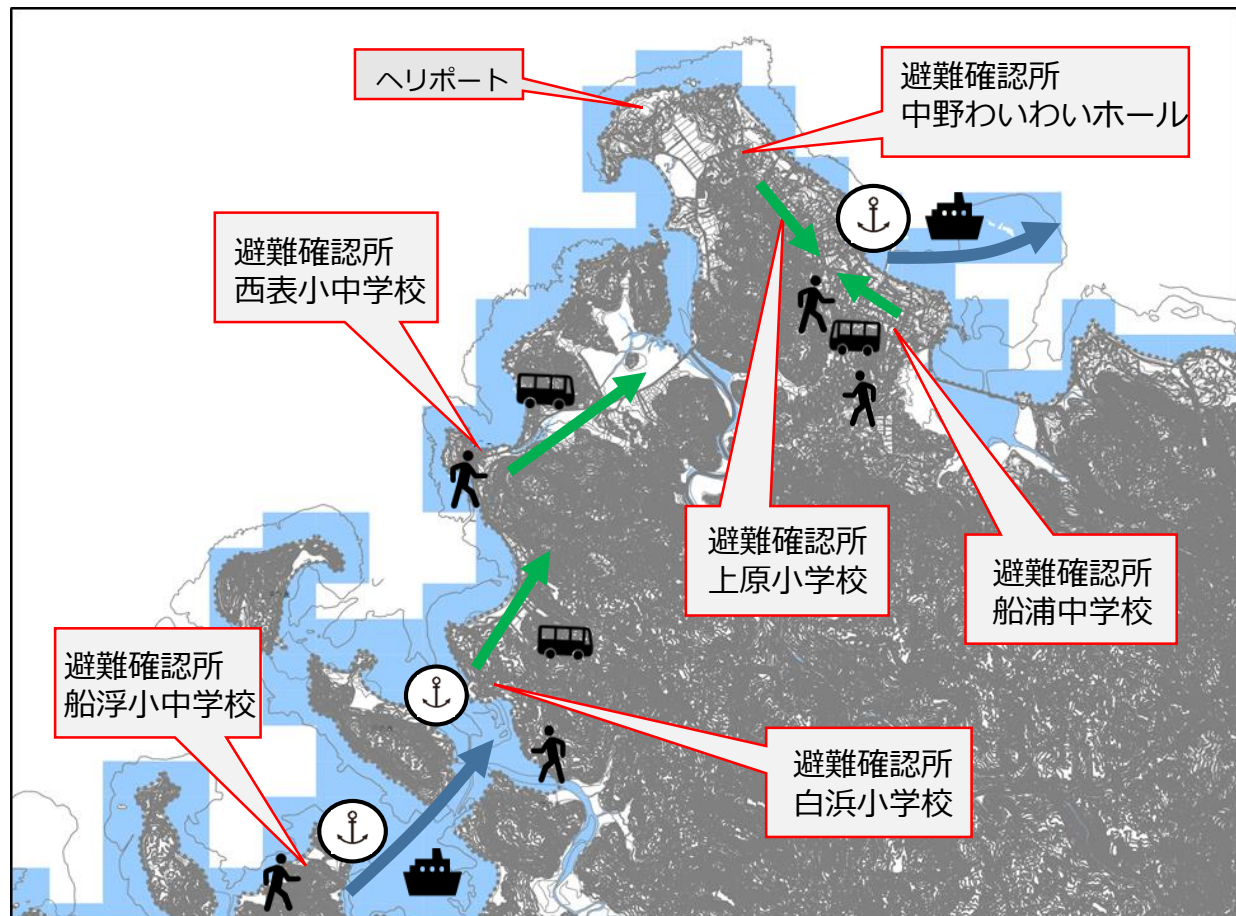 ヘリポート
避難確認所
中野わいわいホール
避難確認所
西表小中学校
避難確認所
上原小学校
避難確認所
船浦中学校
避難確認所
船浮小中学校
避難確認所
白浜小学校